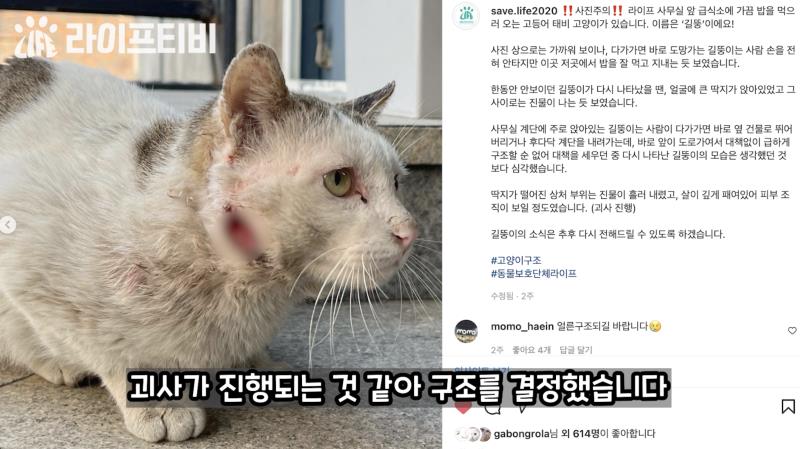 LIFE 라이프티비
save.life2020 ‼️사진주의‼️ 라이프 사무실 앞 급식소에 가끔 밥을 먹으
러 오는 고등어 태비 고양이가 있습니다. 이름은 '길뚱'이에요!
사진 상으로는 가까워 보이나, 다가가면 바로 도망가는 길뚱이는 사람 손을 전
혀 안타지만 이곳 저곳에서 밥을 잘 먹고 지내는 듯 보였습니다.
한동안 안보이던 길뚱이가 다시 나타났을 땐, 얼굴에 큰 딱지가 앉아있었고 그
사이로는 진물이 나는 듯 보였습니다.
사무실 계단에 주로 앉아있는 길뚱이는 사람이 다가가면 바로 옆 건물로 뛰어
버리거나 후다닥 계단을 내려가는데, 바로 앞이 도로가여서 대책없이 급하게
구조할 순 없어 대책을 세우던 중 다시 나타난 길뚱이의 모습은 생각했던 것
보다 심각했습니다.
딱지가 떨어진 상처 부위는 진물이 흘러 내렸고, 살이 깊게 패여있어 피부 조
직이 보일 정도였습니다. (괴사 진행)
길뚱이의 소식은 추후 다시 전해드릴 수 있도록 하겠습니다.
#고양이구조
#동물보호단체라이프
수정됨 · 2주
momo_haein 얼른구조되길 바랍니다😢
2주 좋아요 4개 답글 달기
괴사가 진행되는 것 같아 구조를 결정했습니다
gabongrola님 외 614명이 좋아합니다